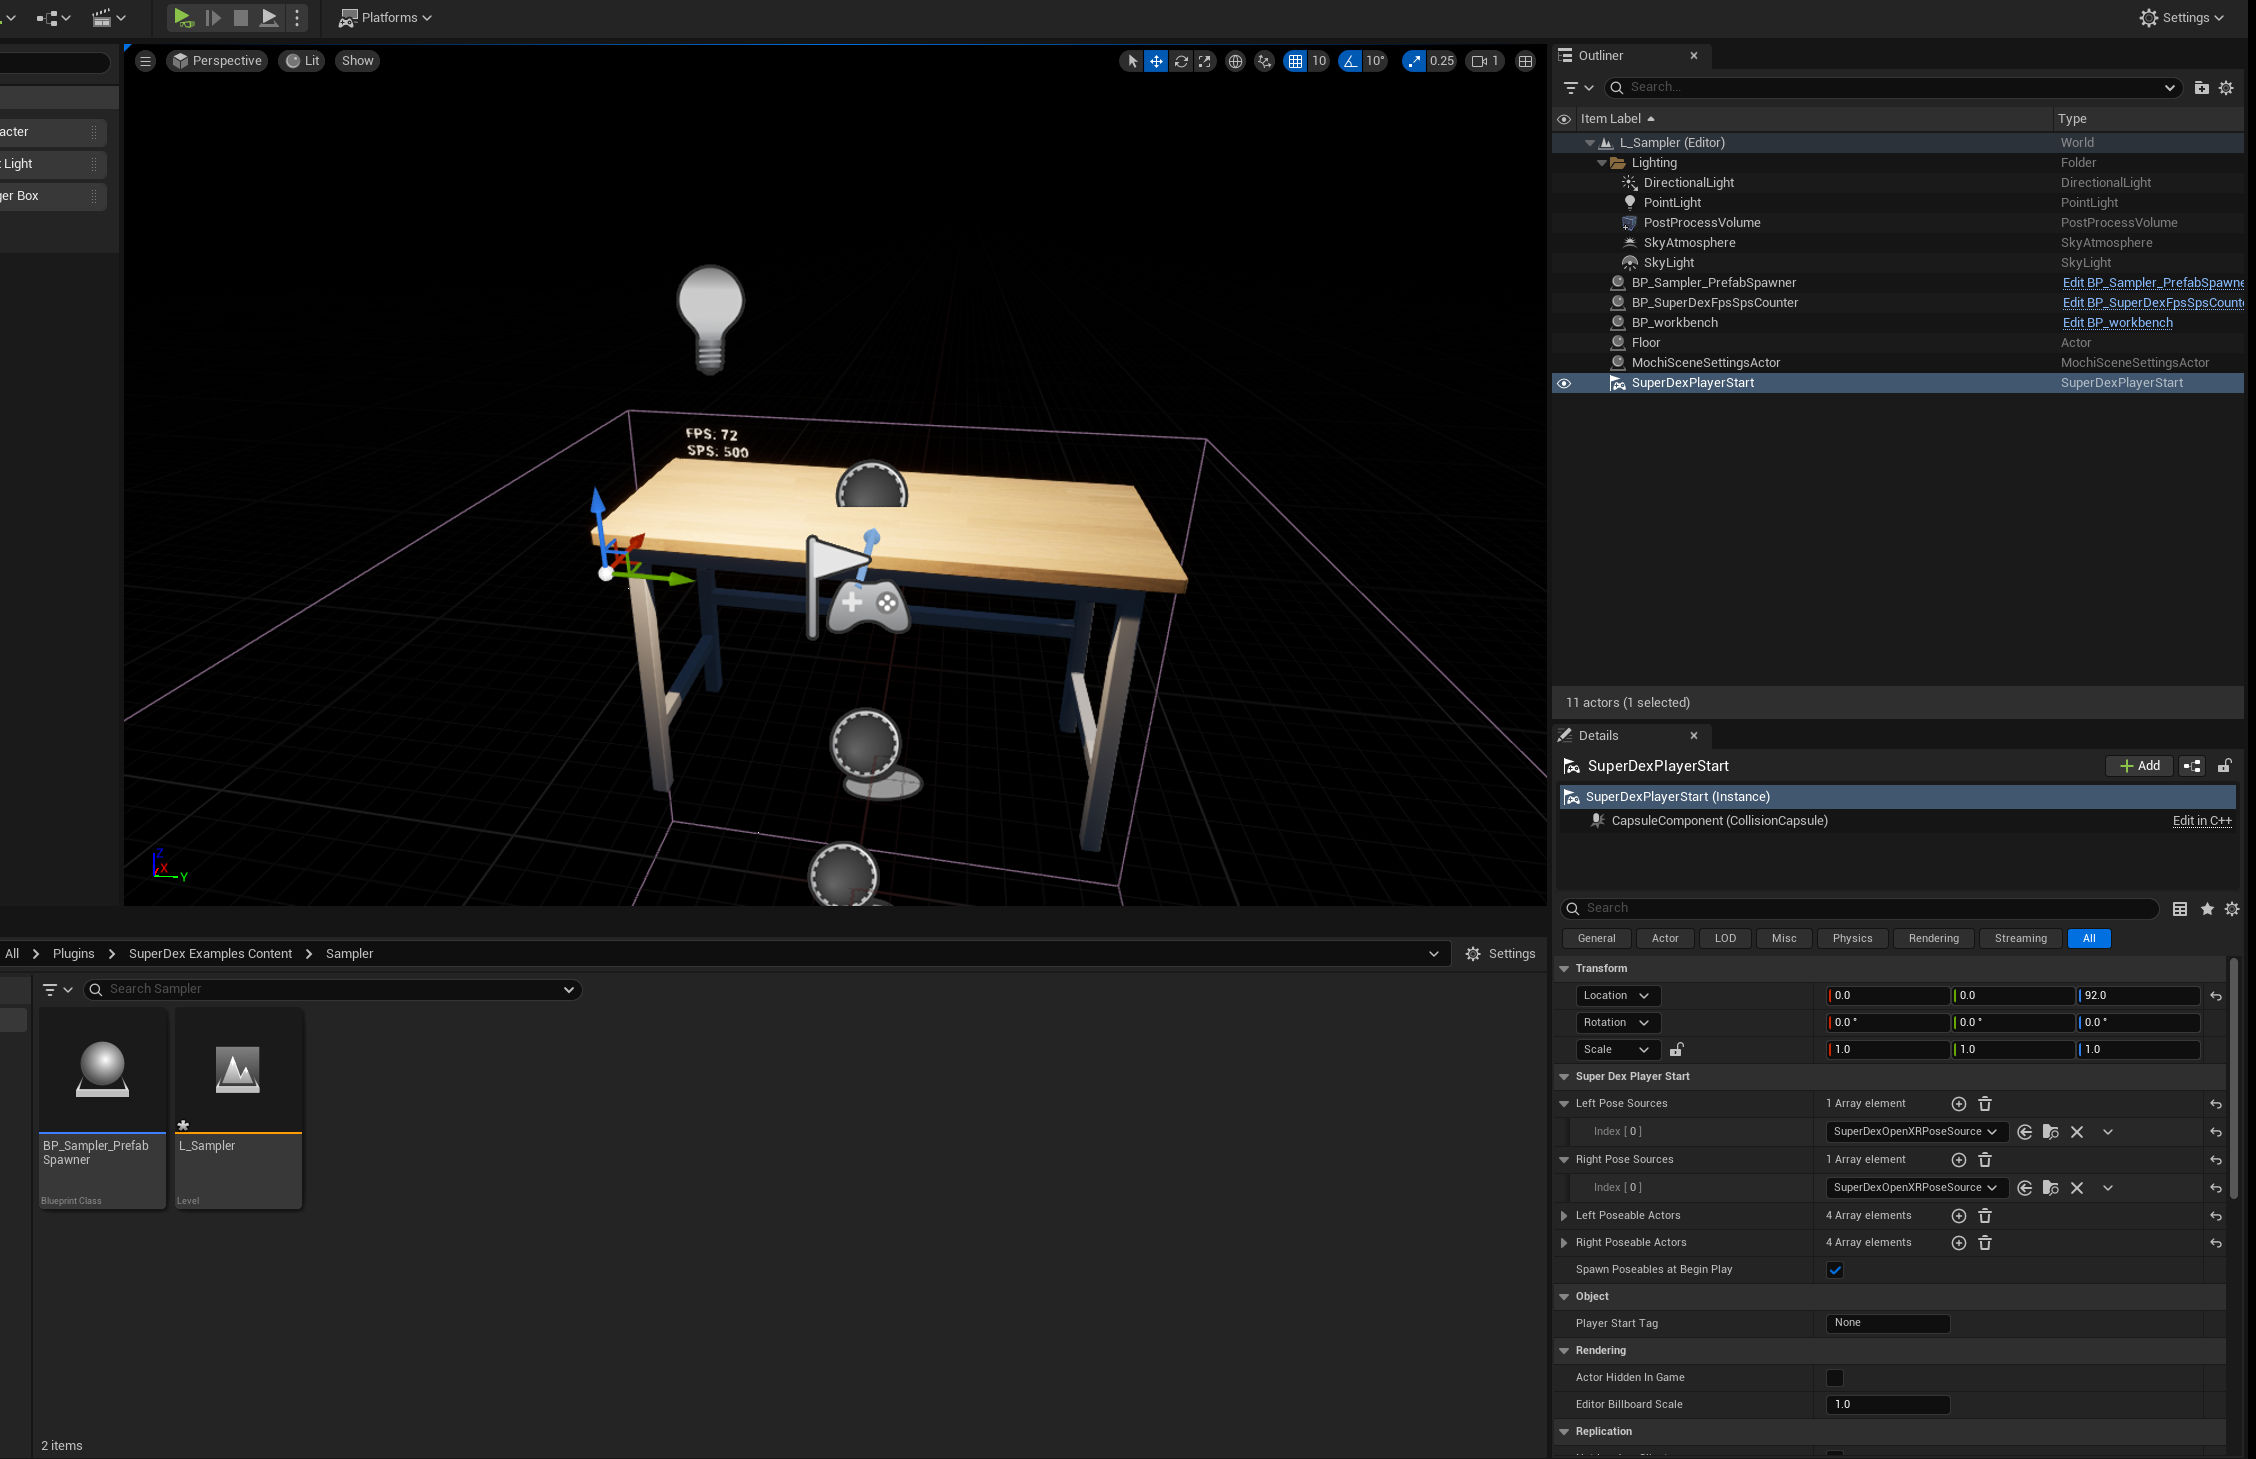 Platforms
Settings
acter
Light
ger Box
Perspective
Lit
Show
10
10°
0.25
1
FPS: 72
SPS: 500
Z
X
Y
Outliner
Search...
Item Label
Type
L_Sampler (Editor)
World
Lighting
Folder
DirectionalLight
DirectionalLight
PointLight
PointLight
PostProcessVolume
PostProcessVolume
SkyAtmosphere
SkyAtmosphere
SkyLight
SkyLight
BP_Sampler_PrefabSpawner
Edit BP_Sampler_PrefabSpawne
BP_SuperDexFpsSpsCounter
Edit BP_SuperDexFpsSpsCount
BP_workbench
Edit BP_workbench
Floor
Actor
MochiSceneSettingsActor
MochiSceneSettingsActor
SuperDexPlayerStart
SuperDexPlayerStart
11 actors (1 selected)
Details
SuperDexPlayerStart
Add
SuperDexPlayerStart (Instance)
CapsuleComponent (CollisionCapsule)
Edit in C++
Search
General
Actor
LOD
Misc
Physics
Rendering
Streaming
All
Transform
Location
0.0
0.0
92.0
Rotation
0.0 °
0.0 °
0.0 °
Scale
1.0
1.0
1.0
Super Dex Player Start
Left Pose Sources
1 Array element
Index [ 0 ]
SuperDexOpenXRPoseSource
Right Pose Sources
1 Array element
Index [ 0 ]
SuperDexOpenXRPoseSource
Left Poseable Actors
4 Array elements
Right Poseable Actors
4 Array elements
Spawn Poseables at Begin Play
Object
Player Start Tag
None
Rendering
Actor Hidden In Game
Editor Billboard Scale
1.0
Replication
All
Plugins
SuperDex Examples Content
Sampler
Settings
Search Sampler
BP_Sampler_Prefab
Spawner
Blueprint Class
L_Sampler
Level
2 items